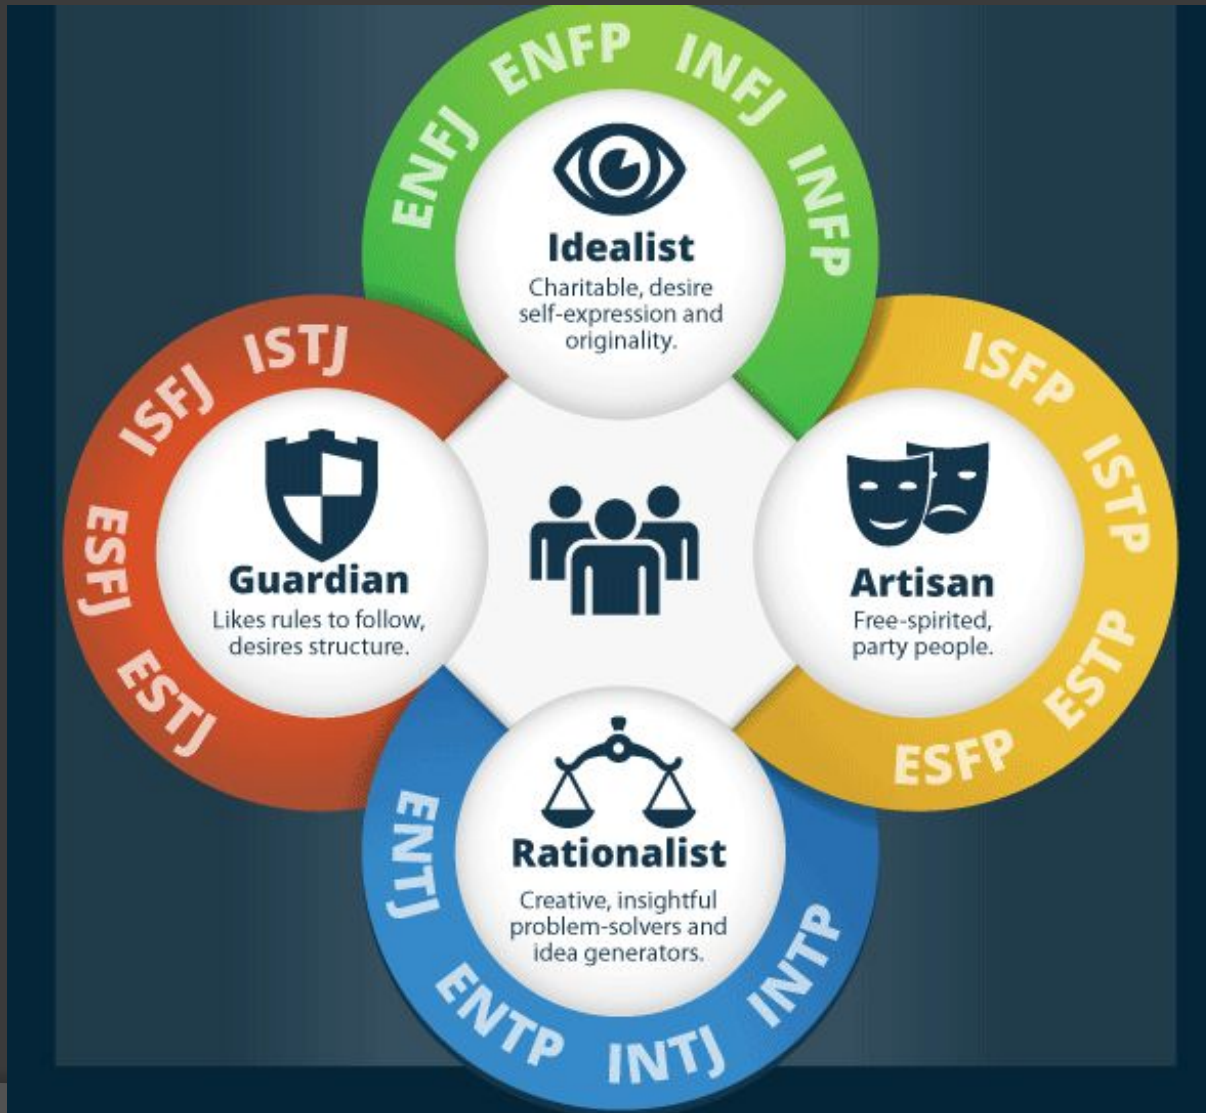 ENFJ ENFP INFJ INFP
Idealist
Charitable, desire
self-expression and
originality.
ESTJ ESFJ ISFJ ISTJ
Guardian
Likes rules to follow,
desires structure.
ISFP ISTP ESTP ESFP
Artisan
Free-spirited,
party people.
ENTJ ENTP INTJ INTP
Rationalist
Creative, insightful
problem-solvers and
idea generators.